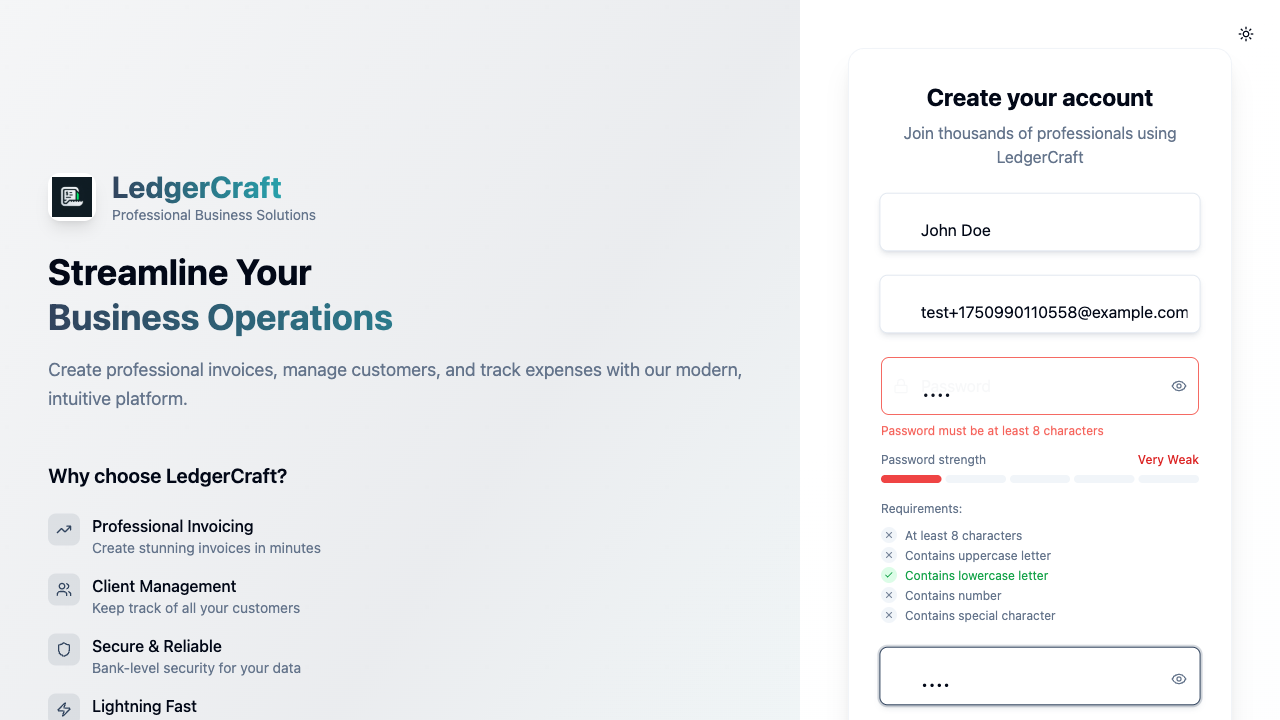 LedgerCraft
Professional Business Solutions
Streamline Your
Business Operations
Create professional invoices, manage customers, and track expenses with our modern,
intuitive platform.
Why choose LedgerCraft?
Professional Invoicing
Create stunning invoices in minutes
Client Management
Keep track of all your customers
Secure & Reliable
Bank-level security for your data
Lightning Fast
Create your account
Join thousands of professionals using
LedgerCraft
John Doe
test+1750990110558@example.com
Password
••••
Password must be at least 8 characters
Password strength Very Weak
Requirements:
At least 8 characters
Contains uppercase letter
Contains lowercase letter
Contains number
Contains special character
••••